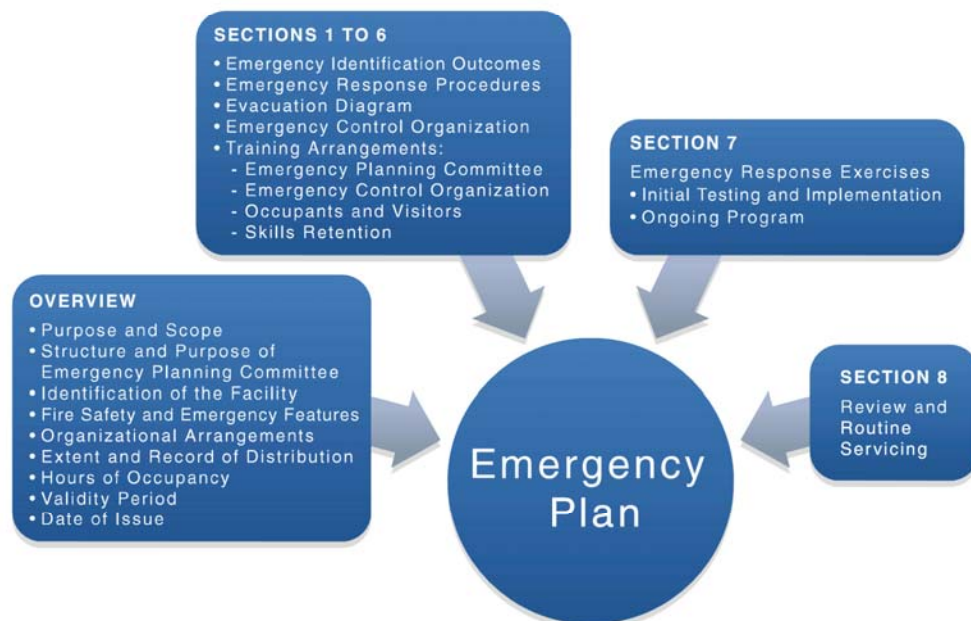 SECTIONS 1 TO 6
• Emergency Identification Outcomes
• Emergency Response Procedures
• Evacuation Diagram
• Emergency Control Organization
• Training Arrangements:
- Emergency Planning Committee
- Emergency Control Organization
- Occupants and Visitors
- Skills Retention
SECTION 7
Emergency Response Exercises
• Initial Testing and Implementation
• Ongoing Program
OVERVIEW
• Purpose and Scope
• Structure and Purpose of
Emergency Planning Committee
• Identification of the Facility
• Fire Safety and Emergency Features
• Organizational Arrangements
• Extent and Record of Distribution
• Hours of Occupancy
• Validity Period
• Date of Issue
SECTION 8
Review and
Routine
Servicing
Emergency
Plan